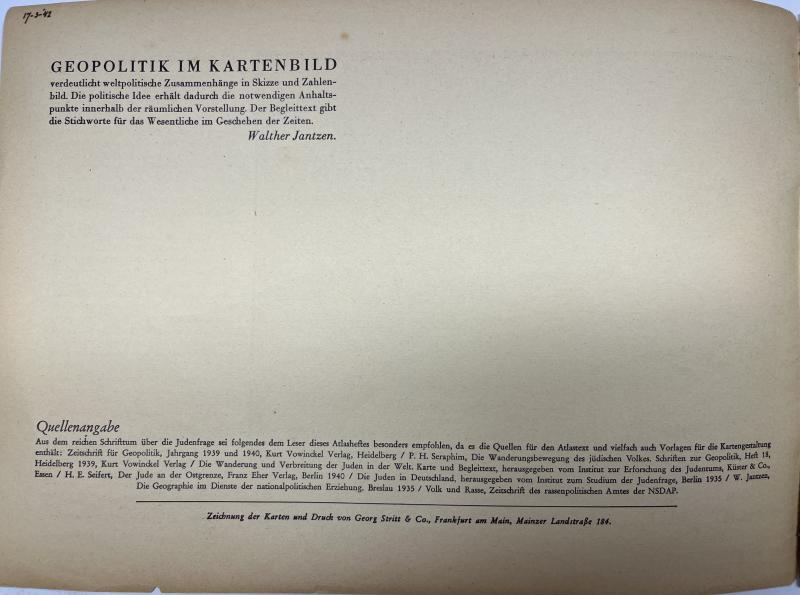 17-3-'42
GEOPOLITIK IM KARTENBILD
verdeutlicht weltpolitische Zusammenhänge in Skizze und Zahlen-
bild. Die politische Idee erhält dadurch die notwendigen Anhalts-
punkte innerhalb der räumlichen Vorstellung. Der Begleittext gibt
die Stichworte für das Wesentliche im Geschehen der Zeiten.
Walther Jantzen.
Quellenangabe
Aus dem reichen Schrifttum über die Judenfrage sei folgendes dem Leser dieses Atlasheftes besonders empfohlen, da es die Quellen für den Atlastext und vielfach auch Vorlagen für die Kartengestaltung
enthält: Zeitschrift für Geopolitik, Jahrgang 1939 und 1940, Kurt Vowinckel Verlag, Heidelberg / P. H. Seraphim, Die Wanderungsbewegung des jüdischen Volkes. Schriften zur Geopolitik, Heft 18,
Heidelberg 1939, Kurt Vowinckel Verlag / Die Wanderung und Verbreitung der Juden in der Welt. Karte und Begleittext, herausgegeben vom Institut zur Erforschung des Judentums, Küster & Co.,
Essen / H. E. Seifert, Der Jude an der Ostgrenze, Franz Eher Verlag, Berlin 1940 / Die Juden in Deutschland, herausgegeben vom Institut zum Studium der Judenfrage, Berlin 1935 / W. Jantzen,
Die Geographie im Dienste der nationalpolitischen Erziehung. Breslau 1935 / Volk und Rasse, Zeitschrift des rassenpolitischen Amtes der NSDAP.
Zeichnung der Karten und Druck von Georg Stritt & Co., Frankfurt am Main, Mainzer Landstraße 184.